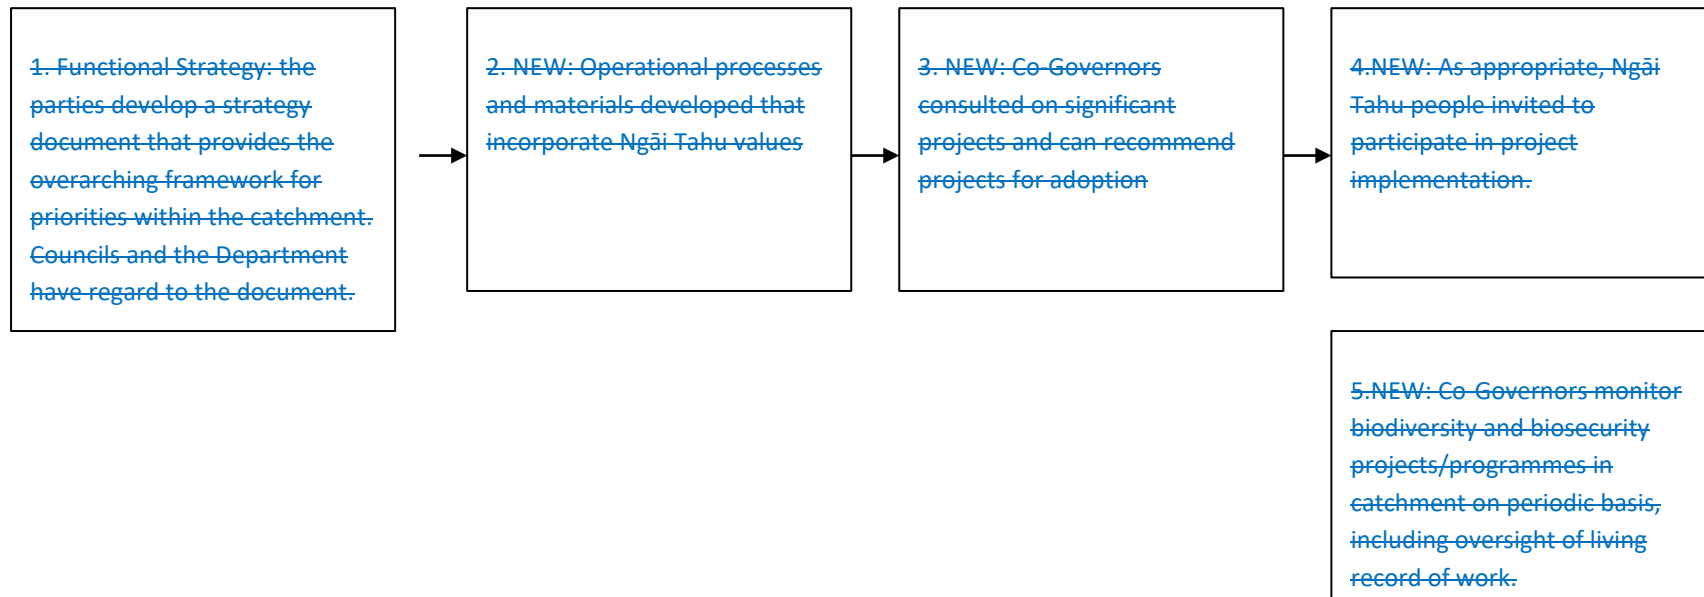 1. Functional Strategy: the
parties develop a strategy
document that provides the
overarching framework for
priorities within the catchment.
Councils and the Department
have regard to the document.
2. NEW: Operational processes
and materials developed that
incorporate Ngāi Tahu values
3. NEW: Co-Governors
consulted on significant
projects and can recommend
projects for adoption
4.NEW: As appropriate, Ngāi
Tahu people invited to
participate in project
implementation.
5.NEW: Co-Governors monitor
biodiversity and biosecurity
projects/programmes in
catchment on periodic basis,
including oversight of living
record of work.